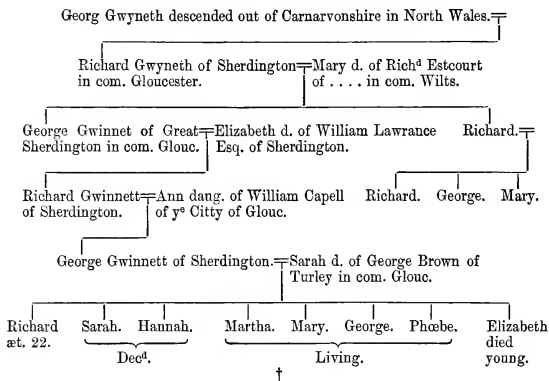 Georg Gwyneth descended out of Carnarvonshire in North Wales.
Richard Gwyneth of Sherdington Mary d. of Richᵈ Estcourt
in com. Gloucester. of . . . . in com. Wilts.
George Gwinnet of Great Elizabeth d. of William Lawrance Richard.
Sherdington in com. Glouc. Esq. of Sherdington.
Richard Gwinnett Ann daug. of William Capell Richard. George. Mary.
of Sherdington. of yᵉ Citty of Glouc.
George Gwinnett of Sherdington. Sarah d. of George Brown of
Turley in com. Glouc.
Richard Sarah. Hannah. Martha. Mary. George. Phœbe. Elizabeth
æt. 22. died
Decᵈ. Living. young.
†